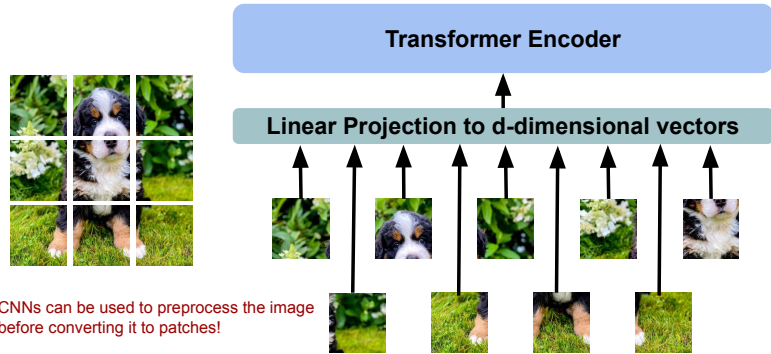 Transformer Encoder
Linear Projection to d-dimensional vectors
CNNs can be used to preprocess the image
before converting it to patches!